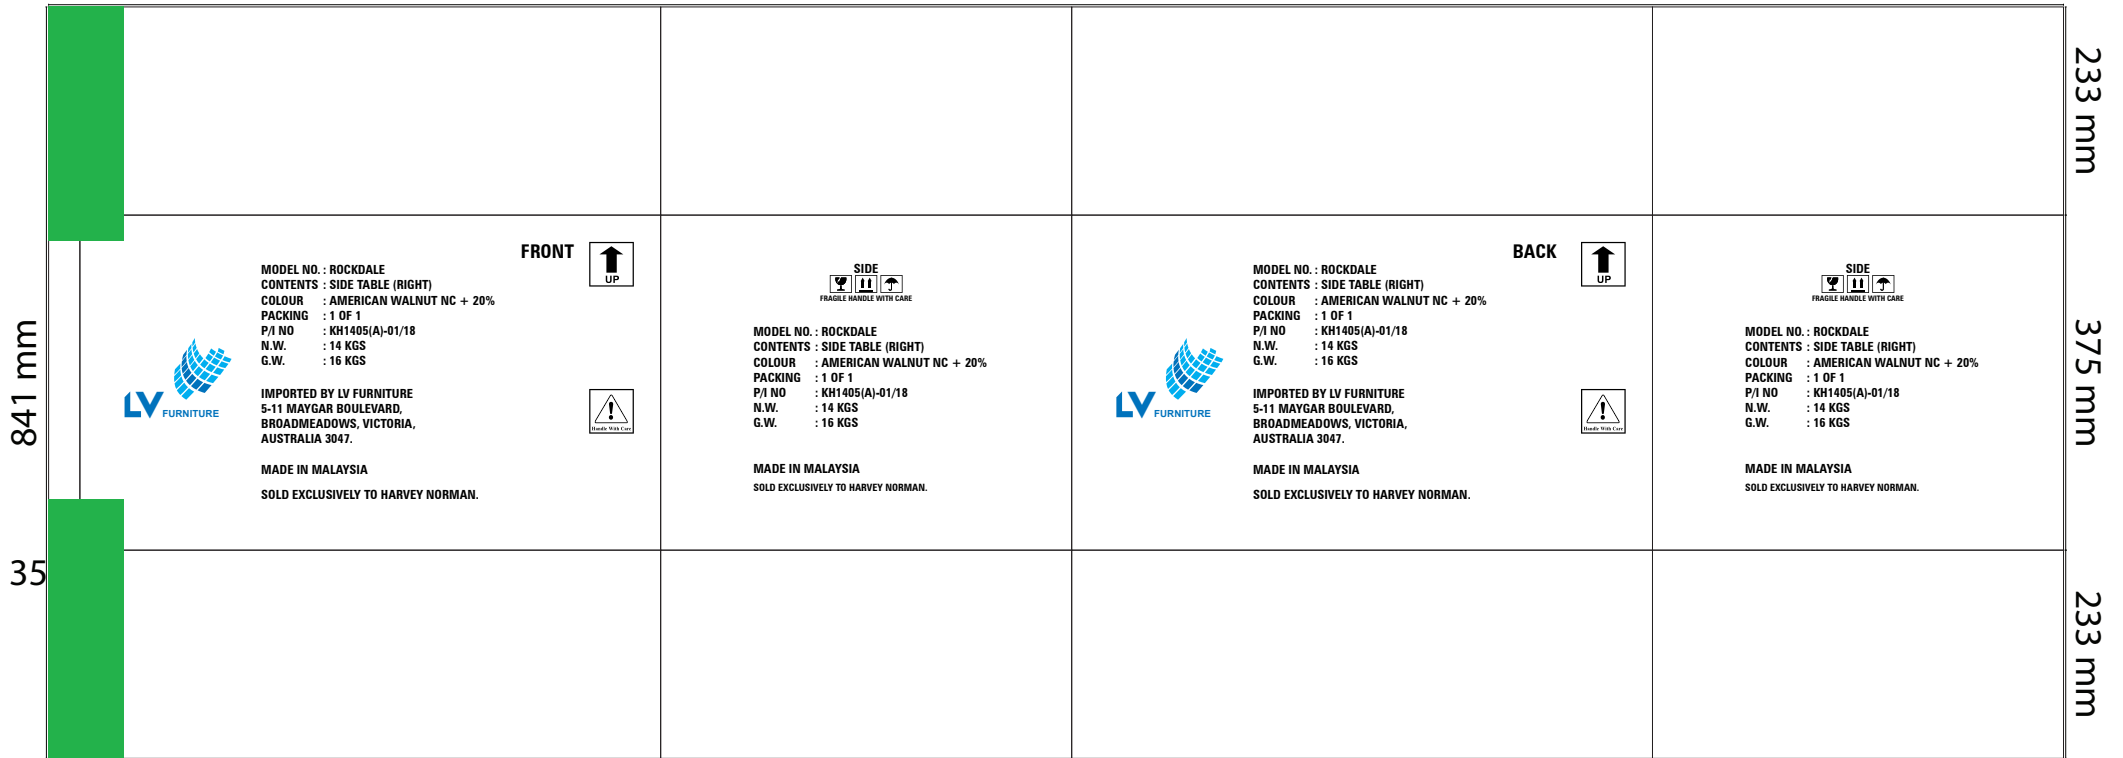 233 mm
FRONT
UP
MODEL NO. : ROCKDALE
CONTENTS : SIDE TABLE (RIGHT)
COLOUR : AMERICAN WALNUT NC + 20%
PACKING : 1 OF 1
P/I NO : KH1405(A)-01/18
N.W. : 14 KGS
G.W. : 16 KGS
LV FURNITURE
IMPORTED BY LV FURNITURE
5-11 MAYGAR BOULEVARD,
BROADMEADOWS, VICTORIA,
AUSTRALIA 3047.
Handle With Care
MADE IN MALAYSIA
SOLD EXCLUSIVELY TO HARVEY NORMAN.
SIDE
FRAGILE HANDLE WITH CARE
MODEL NO. : ROCKDALE
CONTENTS : SIDE TABLE (RIGHT)
COLOUR : AMERICAN WALNUT NC + 20%
PACKING : 1 OF 1
P/I NO : KH1405(A)-01/18
N.W. : 14 KGS
G.W. : 16 KGS
MADE IN MALAYSIA
SOLD EXCLUSIVELY TO HARVEY NORMAN.
BACK
UP
MODEL NO. : ROCKDALE
CONTENTS : SIDE TABLE (RIGHT)
COLOUR : AMERICAN WALNUT NC + 20%
PACKING : 1 OF 1
P/I NO : KH1405(A)-01/18
N.W. : 14 KGS
G.W. : 16 KGS
LV FURNITURE
IMPORTED BY LV FURNITURE
5-11 MAYGAR BOULEVARD,
BROADMEADOWS, VICTORIA,
AUSTRALIA 3047.
Handle With Care
MADE IN MALAYSIA
SOLD EXCLUSIVELY TO HARVEY NORMAN.
SIDE
FRAGILE HANDLE WITH CARE
MODEL NO. : ROCKDALE
CONTENTS : SIDE TABLE (RIGHT)
COLOUR : AMERICAN WALNUT NC + 20%
PACKING : 1 OF 1
P/I NO : KH1405(A)-01/18
N.W. : 14 KGS
G.W. : 16 KGS
MADE IN MALAYSIA
SOLD EXCLUSIVELY TO HARVEY NORMAN.
841 mm
375 mm
35
233 mm